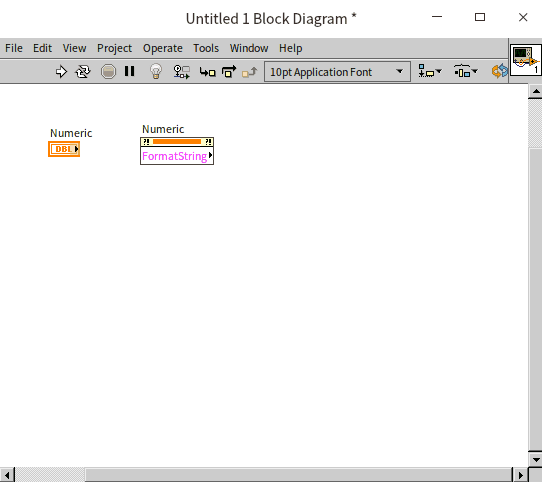 Untitled 1 Block Diagram *
File Edit View Project Operate Tools Window Help
10pt Application Font
1
Numeric
DBL
Numeric
?! ?!
FormatString